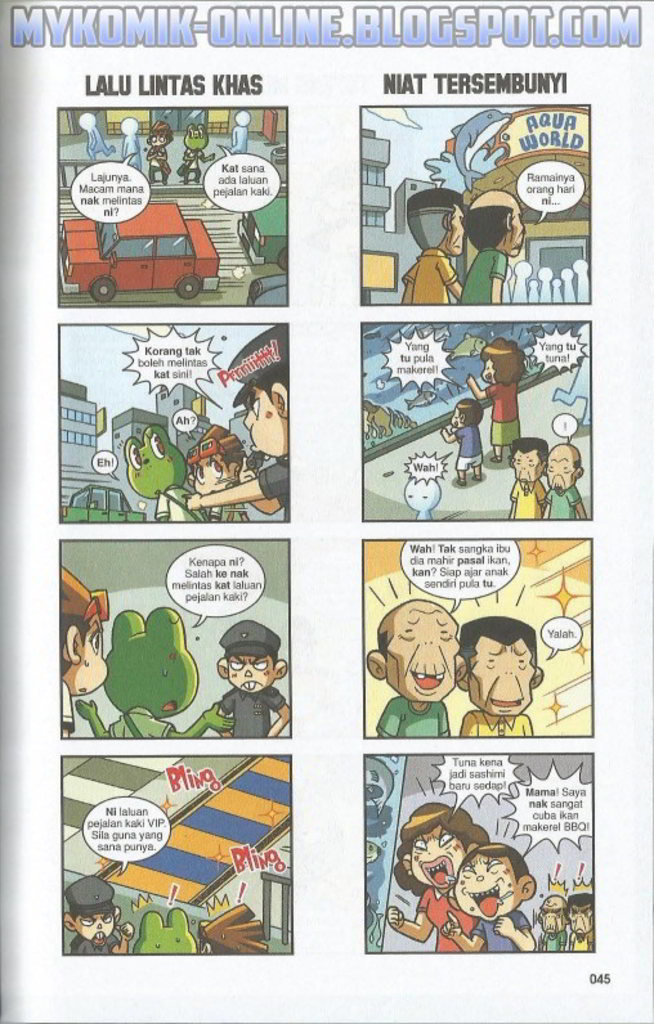 MYKOMIK-ONLINE.BLOGSPOT.COM
LALU LINTAS KHAS
Lajunya.
Macam mana
nak melintas
ni?
Kat sana
ada laluan
pejalan kaki.
Korang tak
boleh melintas
kat sini!
Prriiitt!
Ah?
Eh!
Kenapa ni?
Salah ke nak
melintas kat laluan
pejalan kaki?
Bling
Ni laluan
pejalan kaki VIP.
Sila guna yang
sana punya.
Bling
!
!
NIAT TERSEMBUNYI
AQUA
WORLD
Ramainya
orang hari
ni...
Yang
tu pula
makerel!
Yang tu
tuna!
!
Wah!
Wah! Tak sangka ibu
dia mahir pasal ikan,
kan? Siap ajar anak
sendiri pula tu.
Yalah.
Tuna kena
jadi sashimi
baru sedap!
Mama! Saya
nak sangat
cuba ikan
makerel BBQ!
! !
045